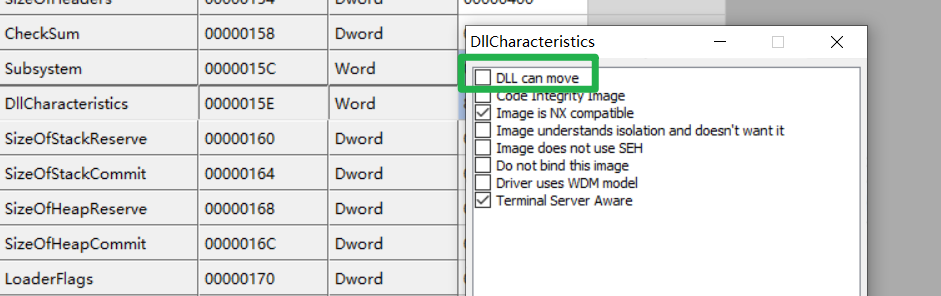 SizeOfHeaders 00000154 Dword 00000400
DllCharacteristics
CheckSum 00000158 Dword
Subsystem 0000015C Word
DLL can move
DllCharacteristics 0000015E Word
Code Integrity Image
Image is NX compatible
SizeOfStackReserve 00000160 Dword
Image understands isolation and doesn't want it
Image does not use SEH
Do not bind this image
SizeOfStackCommit 00000164 Dword
Driver uses WDM model
Terminal Server Aware
SizeOfHeapReserve 00000168 Dword
SizeOfHeapCommit 0000016C Dword
LoaderFlags 00000170 Dword